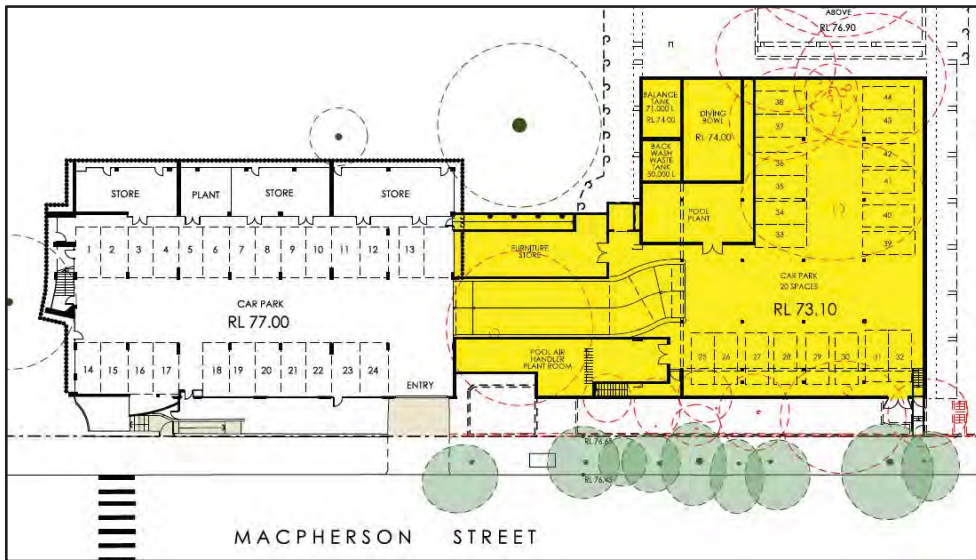 ABOVE
RL 76.90
BALANCE
TANK
71,000 L
RL 74.00
DIVING
BOWL
RL 74.00
BACK
WASH
WASTE
TANK
50,000 L
38
44
37
43
36
42
35
41
34
40
33
39
POOL
PLANT
STORE
PLANT
STORE
STORE
1
2
3
4
5
6
7
8
9
10
11
12
13
FURNITURE
STORE
CAR PARK
RL 77.00
CAR PARK
20 SPACES
RL 73.10
POOL AIR
HANDLER
PLANT ROOM
14
15
16
17
18
19
20
21
22
23
24
ENTRY
25
26
27
28
29
30
31
32
RL 76.45
MACPHERSON STREET